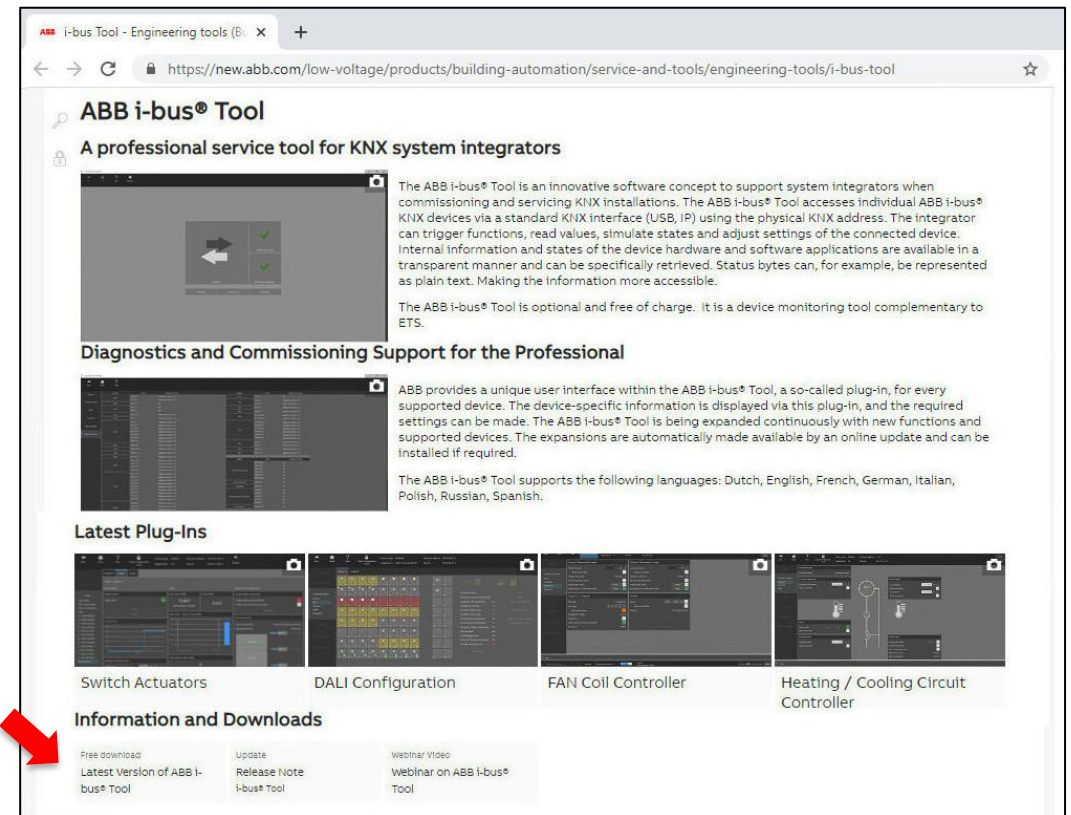 ABB i-bus Tool - Engineering tools (Bu
https://new.abb.com/low-voltage/products/building-automation/service-and-tools/engineering-tools/i-bus-tool
ABB i-bus® Tool
A professional service tool for KNX system integrators
The ABB i-bus® Tool is an innovative software concept to support system integrators when
commissioning and servicing KNX installations. The ABB i-bus® Tool accesses individual ABB i-bus®
KNX devices via a standard KNX interface (USB, IP) using the physical KNX address. The integrator
can trigger functions, read values, simulate states and adjust settings of the connected device.
Internal information and states of the device hardware and software applications are available in a
transparent manner and can be specifically retrieved. Status bytes can, for example, be represented
as plain text. Making the information more accessible.
The ABB i-bus® Tool is optional and free of charge. It is a device monitoring tool complementary to
ETS.
Diagnostics and Commissioning Support for the Professional
ABB provides a unique user interface within the ABB i-bus® Tool, a so-called plug-in, for every
supported device. The device-specific information is displayed via this plug-in, and the required
settings can be made. The ABB i-bus® Tool is being expanded continuously with new functions and
supported devices. The expansions are automatically made available by an online update and can be
installed if required.
The ABB i-bus® Tool supports the following languages: Dutch, English, French, German, Italian,
Polish, Russian, Spanish.
Latest Plug-Ins
Switch Actuators
DALI Configuration
FAN Coil Controller
Heating / Cooling Circuit
Controller
Information and Downloads
Free download
Latest Version of ABB i-
bus® Tool
Update
Release Note
i-bus® Tool
Webinar Video
Webinar on ABB i-bus®
Tool